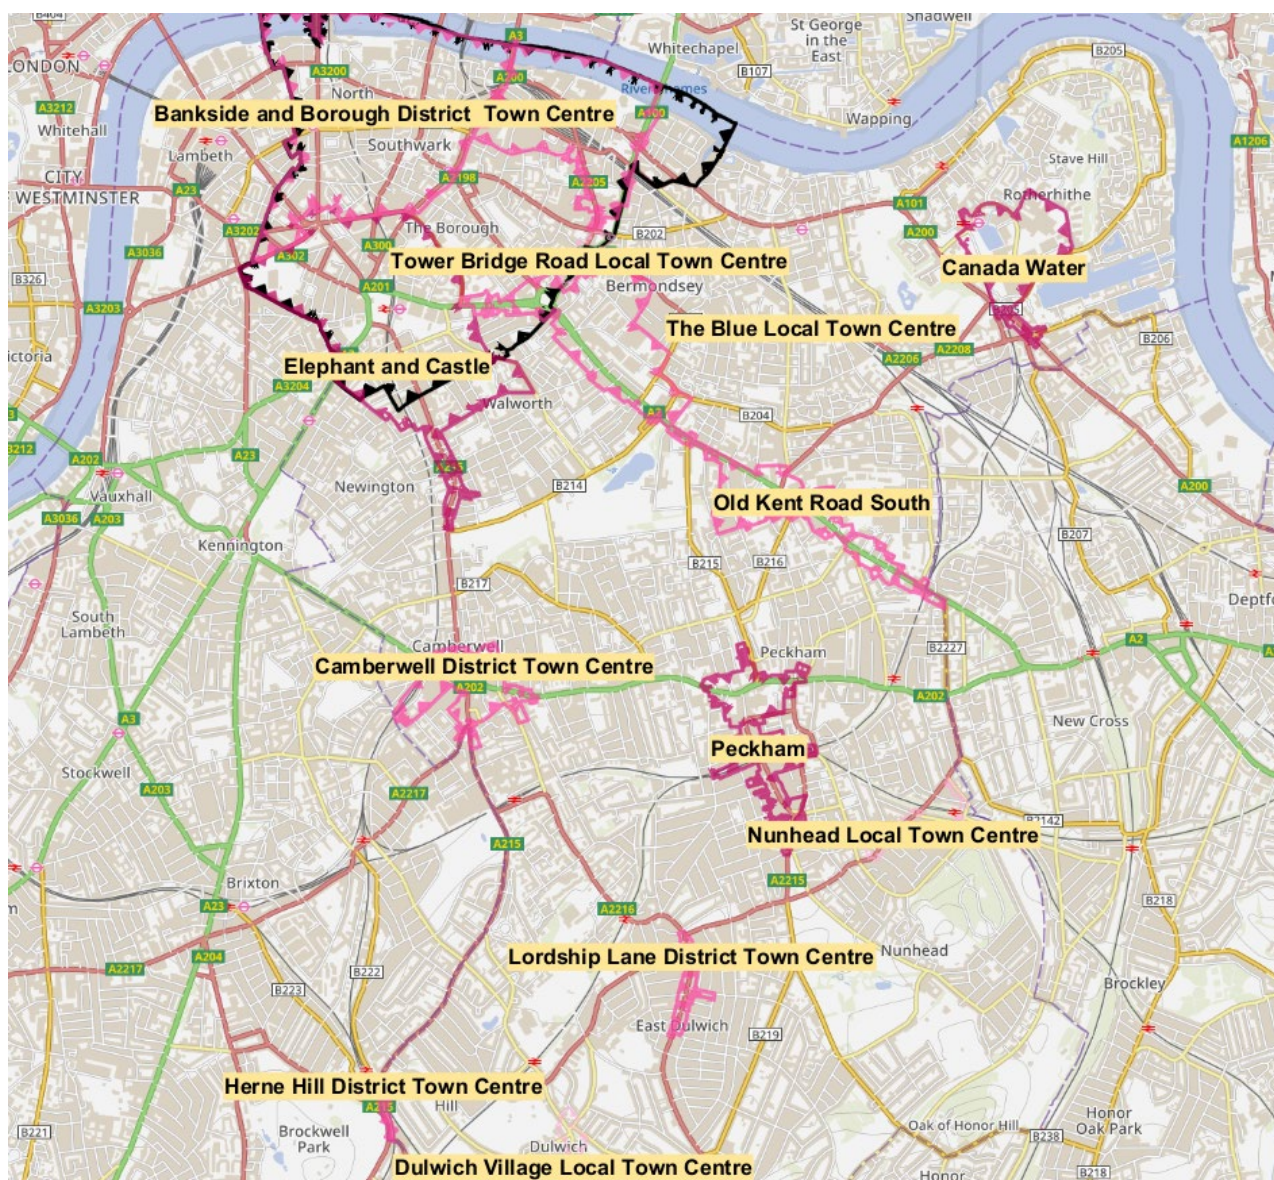 B404
A3
Whitechapel
St George
in the
East
Shadwell
B205
LONDON
A3200
A200
B107
River Thames
A3212
North
Bankside and Borough District Town Centre
A100
Wapping
Whitehall
Southwark
Lambeth
A1206
Stave Hill
CITY
WESTMINSTER
A23
A2198
A2205
Rotherhithe
A101
A3202
The Borough
B202
A200
A3036
A302
A300
Tower Bridge Road Local Town Centre
Canada Water
B326
A201
Bermondsey
A3203
The Blue Local Town Centre
B206
A2208
A2206
Elephant and Castle
A3204
Walworth
A2
B204
A202
A23
Newington
B214
A200
Vauxhall
Old Kent Road South
A3036
A203
B207
Kennington
B215
B216
B217
South
Lambeth
Camberwell
Peckham
B2227
A2
Camberwell District Town Centre
A202
A202
A3
New Cross
Peckham
Stockwell
A203
A2217
B2142
Nunhead Local Town Centre
A215
Brixton
A2215
A23
A2216
B218
A204
Nunhead
Lordship Lane District Town Centre
A2217
B222
B223
Brockley
East Dulwich
B219
Herne Hill District Town Centre
Hill
Brockwell
Park
B221
Dulwich
Oak of Honor Hill
B238
Honor
Oak Park
Dulwich Village Local Town Centre
Honor
B218